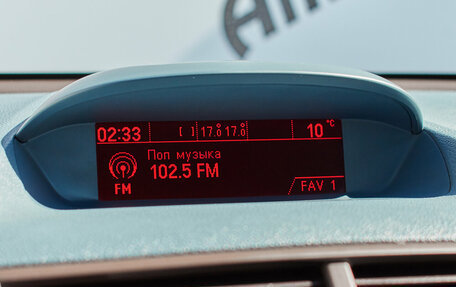 02:33 [ ] 17.0° 17.0° 10 °C
Поп музыка
102.5 FM
FM
FAV 1